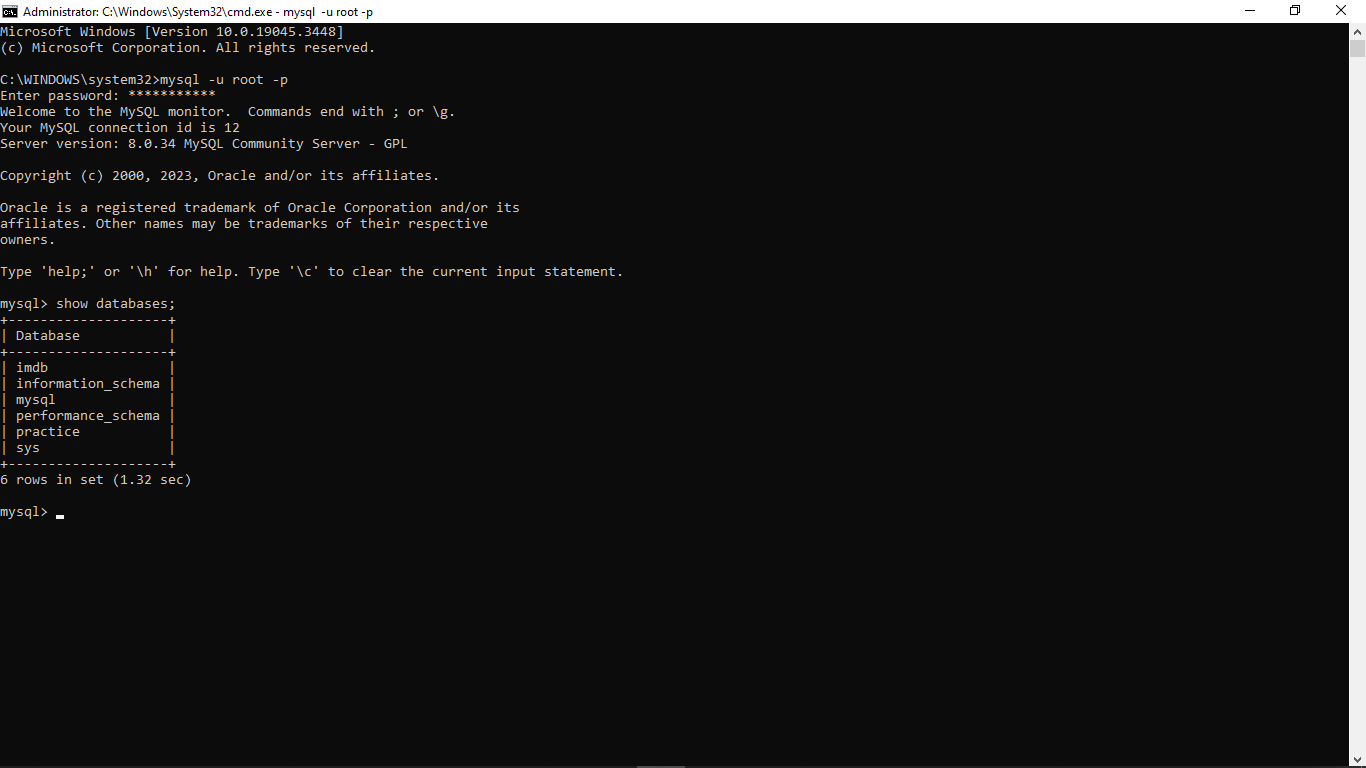 Administrator: C:\Windows\System32\cmd.exe - mysql  -u root -p
Microsoft Windows [Version 10.0.19045.3448]
(c) Microsoft Corporation. All rights reserved.
C:\WINDOWS\system32>mysql -u root -p
Enter password: ***********
Welcome to the MySQL monitor.  Commands end with ; or \g.
Your MySQL connection id is 12
Server version: 8.0.34 MySQL Community Server - GPL
Copyright (c) 2000, 2023, Oracle and/or its affiliates.
Oracle is a registered trademark of Oracle Corporation and/or its
affiliates. Other names may be trademarks of their respective
owners.
Type 'help;' or '\h' for help. Type '\c' to clear the current input statement.
mysql> show databases;
+--------------------+
| Database           |
+--------------------+
| imdb               |
| information_schema |
| mysql              |
| performance_schema |
| practice           |
| sys                |
+--------------------+
6 rows in set (1.32 sec)
mysql>